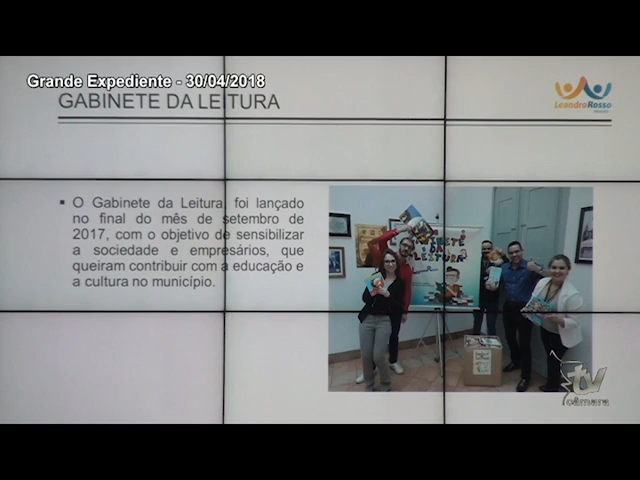 Grande Expediente - 30/04/2018
GABINETE DA LEITURA
LeandroRosso
▪ O Gabinete da Leitura, foi lançado
no final do mês de setembro de
2017, com o objetivo de sensibilizar
a sociedade e empresários, que
queiram contribuir com a educação e
a cultura no município.
GABINETE
DA
LEITURA
tv
câmara